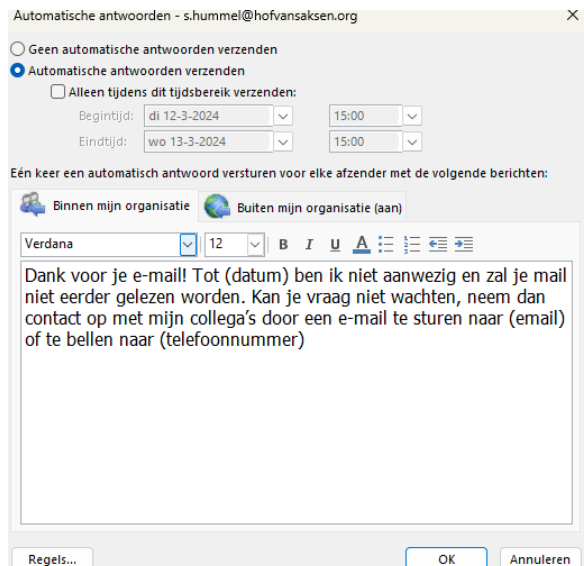 Automatische antwoorden - s.hummel@hofvansaksen.org
Geen automatische antwoorden verzenden
Automatische antwoorden verzenden
Alleen tijdens dit tijdsbereik verzenden:
Begintijd: di 12-3-2024 15:00
Eindtijd: wo 13-3-2024 15:00
Eén keer een automatisch antwoord versturen voor elke afzender met de volgende berichten:
Binnen mijn organisatie Buiten mijn organisatie (aan)
Verdana 12 B I U A
Dank voor je e-mail! Tot (datum) ben ik niet aanwezig en zal je mail
niet eerder gelezen worden. Kan je vraag niet wachten, neem dan
contact op met mijn collega’s door een e-mail te sturen naar (email)
of te bellen naar (telefoonnummer)
Regels... OK Annuleren